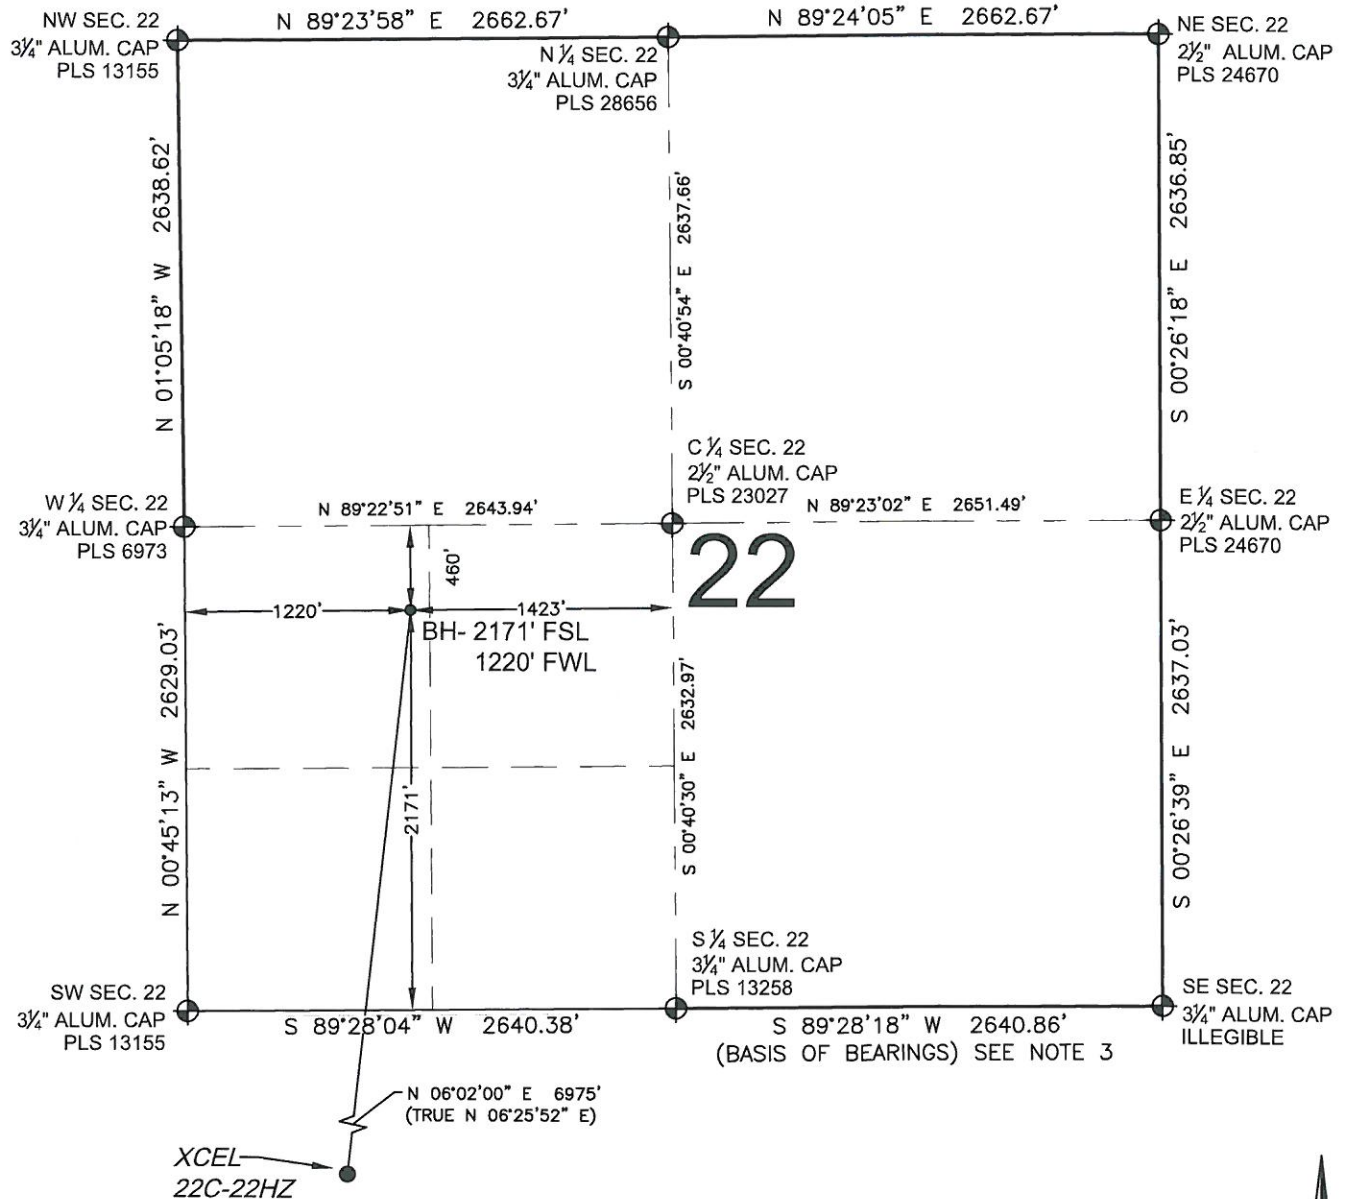 N 89°23'58" E 2662.67'
N 89°24'05" E 2662.67'
NW SEC. 22
3¼" ALUM. CAP
PLS 13155
N ¼ SEC. 22
3¼" ALUM. CAP
PLS 28656
NE SEC. 22
2½" ALUM. CAP
PLS 24670
N 01°05'18" W 2638.62'
S 00°40'54" E 2637.66'
S 00°26'18" E 2636.85'
W ¼ SEC. 22
3¼" ALUM. CAP
PLS 6973
N 89°22'51" E 2643.94'
C ¼ SEC. 22
2½" ALUM. CAP
PLS 23027
N 89°23'02" E 2651.49'
E ¼ SEC. 22
2½" ALUM. CAP
PLS 24670
22
460'
1220'
1423'
BH- 2171' FSL
1220' FWL
N 00°45'13" W 2629.03'
2171'
S 00°40'30" E 2632.97'
S 00°26'39" E 2637.03'
SW SEC. 22
3¼" ALUM. CAP
PLS 13155
S 89°28'04" W 2640.38'
S ¼ SEC. 22
3¼" ALUM. CAP
PLS 13258
S 89°28'18" W 2640.86'
(BASIS OF BEARINGS) SEE NOTE 3
SE SEC. 22
3¼" ALUM. CAP
ILLEGIBLE
N 06°02'00" E 6975'
(TRUE N 06°25'52" E)
XCEL
22C-22HZ